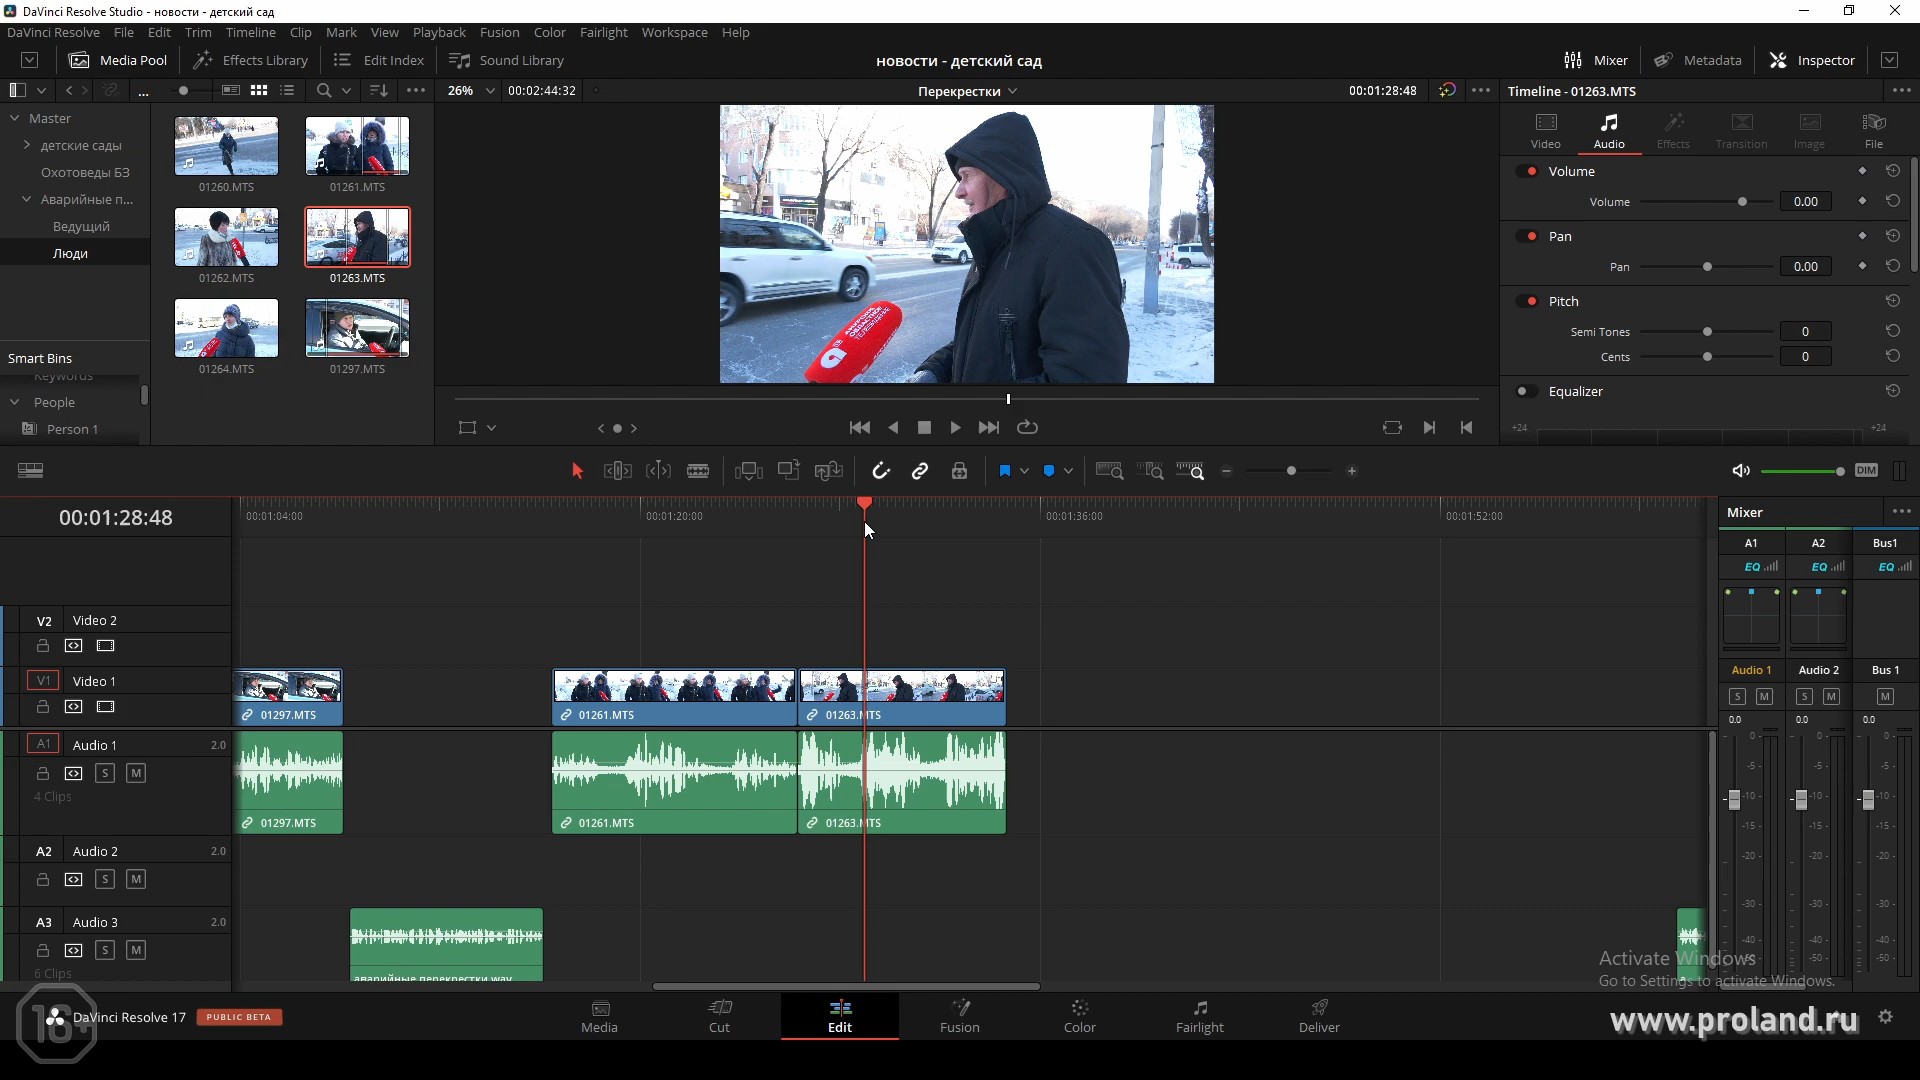 DaVinci Resolve Studio - новости - детский сад
DaVinci Resolve File Edit Trim Timeline Clip Mark View Playback Fusion Color Fairlight Workspace Help
Media Pool Effects Library Edit Index Sound Library новости - детский сад Mixer Metadata Inspector
... 26% 00:02:44:32 Перекрестки 00:01:28:48 Timeline - 01263.MTS
Master
детские сады
Охотоведы БЗ
Аварийные п...
Ведущий
Люди
Smart Bins
Keywords
People
Person 1
01260.MTS 01261.MTS
01262.MTS 01263.MTS
01264.MTS 01297.MTS
Video Audio Effects Transition Image File
Volume
Volume 0.00
Pan
Pan 0.00
Pitch
Semi Tones 0
Cents 0
Equalizer
+24 +24
DIM
00:01:28:48
00:01:04:00 00:01:20:00 00:01:36:00 00:01:52:00
V2 Video 2
V1 Video 1
01297.MTS 01261.MTS 01263.MTS
A1 Audio 1 2.0
S M
4 Clips
01297.MTS 01261.MTS 01263.MTS
A2 Audio 2 2.0
S M
A3 Audio 3 2.0
S M
6 Clips
аварийные перекрестки.wav
Mixer
A1 A2 Bus1
EQ EQ EQ
Audio 1 Audio 2 Bus 1
S M S M M
0.0 0.0 0.0
0 0 0
-5 -5 -5
-10 -10 -10
-15 -15 -15
-20 -20 -20
-30 -30 -30
-40 -40 -40
-50 -50 -50
Activate Windows
Go to Settings to activate Windows.
16+
DaVinci Resolve 17 PUBLIC BETA
Media Cut Edit Fusion Color Fairlight Deliver
www.proland.ru